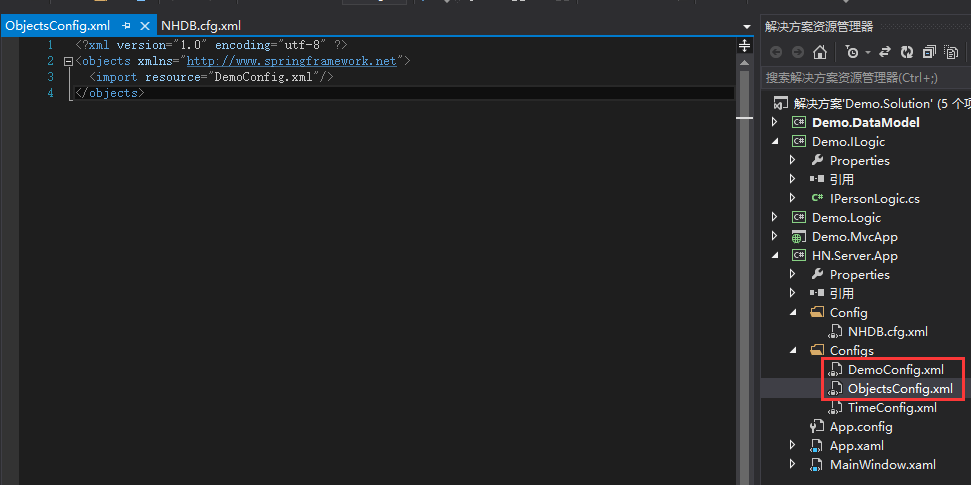 ObjectsConfig.xml
NHDB.cfg.xml
1 <?xml version="1.0" encoding="utf-8" ?>
2 <objects xmlns="http://www.springframework.net">
3 <import resource="DemoConfig.xml"/>
4 </objects>
解决方案资源管理器
搜索解决方案资源管理器(Ctrl+;)
解决方案'Demo.Solution' (5 个项
Demo.DataModel
Demo.ILogic
Properties
引用
C# IPersonLogic.cs
Demo.Logic
Demo.MvcApp
HN.Server.App
Properties
引用
Config
NHDB.cfg.xml
Configs
DemoConfig.xml
ObjectsConfig.xml
TimeConfig.xml
App.config
App.xaml
MainWindow.xaml